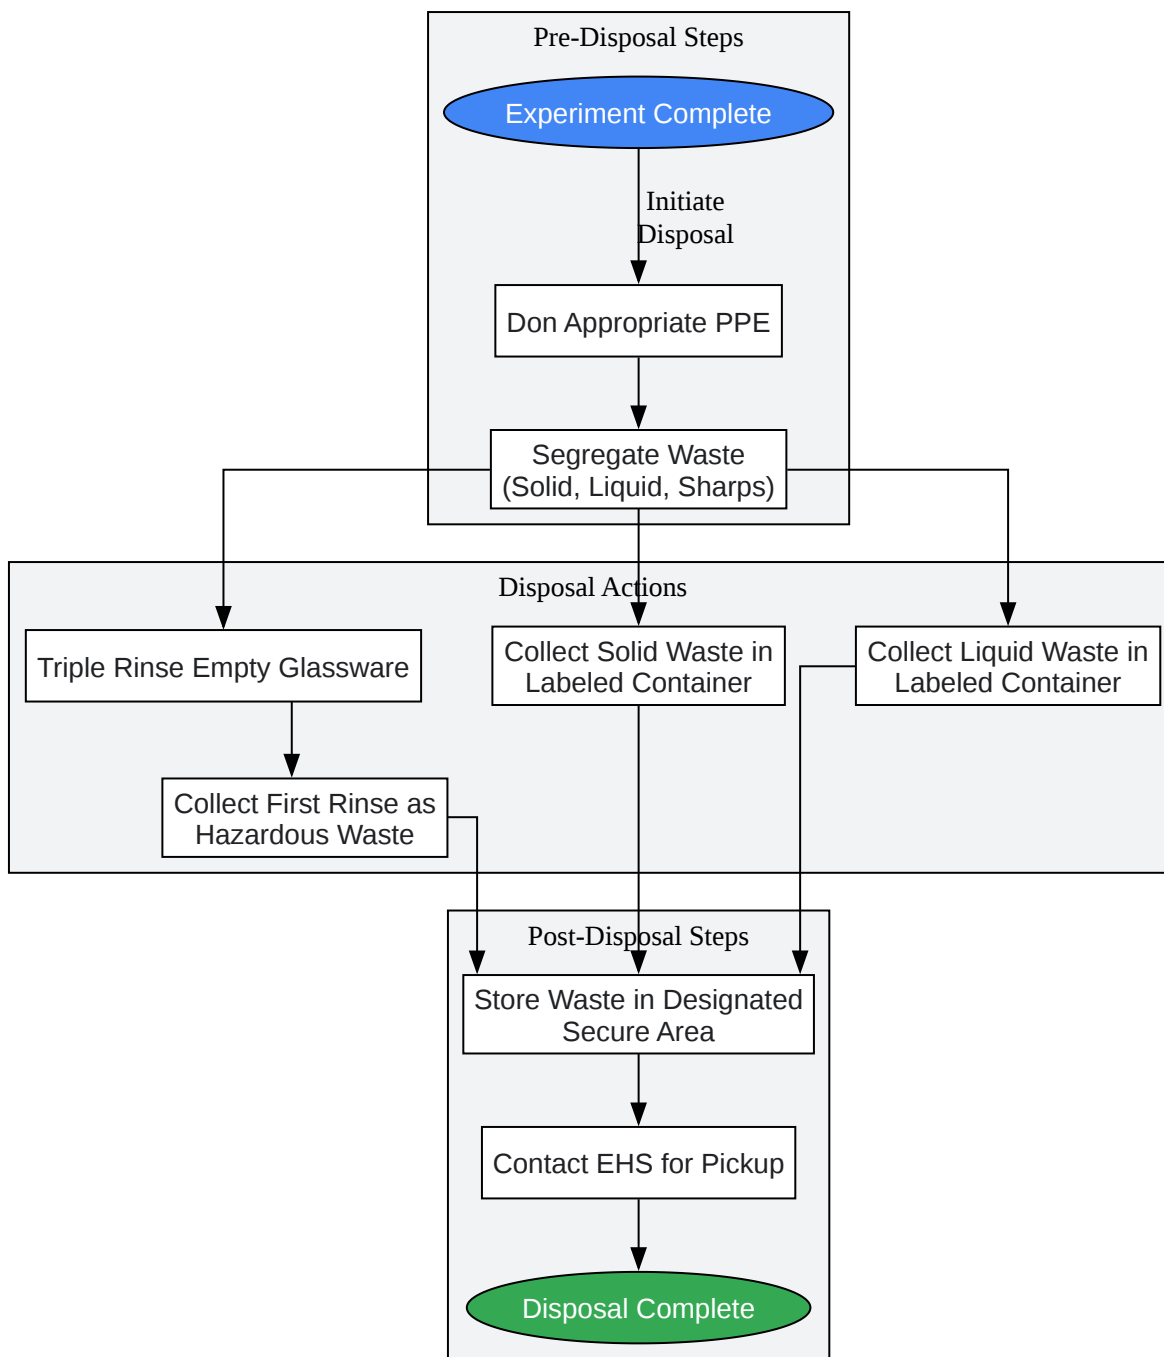 Pre-Disposal Steps
Experiment Complete
Initiate
Disposal
Don Appropriate PPE
Segregate Waste
(Solid, Liquid, Sharps)
Disposal Actions
Triple Rinse Empty Glassware
Collect Solid Waste in
Labeled Container
Collect Liquid Waste in
Labeled Container
Collect First Rinse as
Hazardous Waste
Post-Disposal Steps
Store Waste in Designated
Secure Area
Contact EHS for Pickup
Disposal Complete